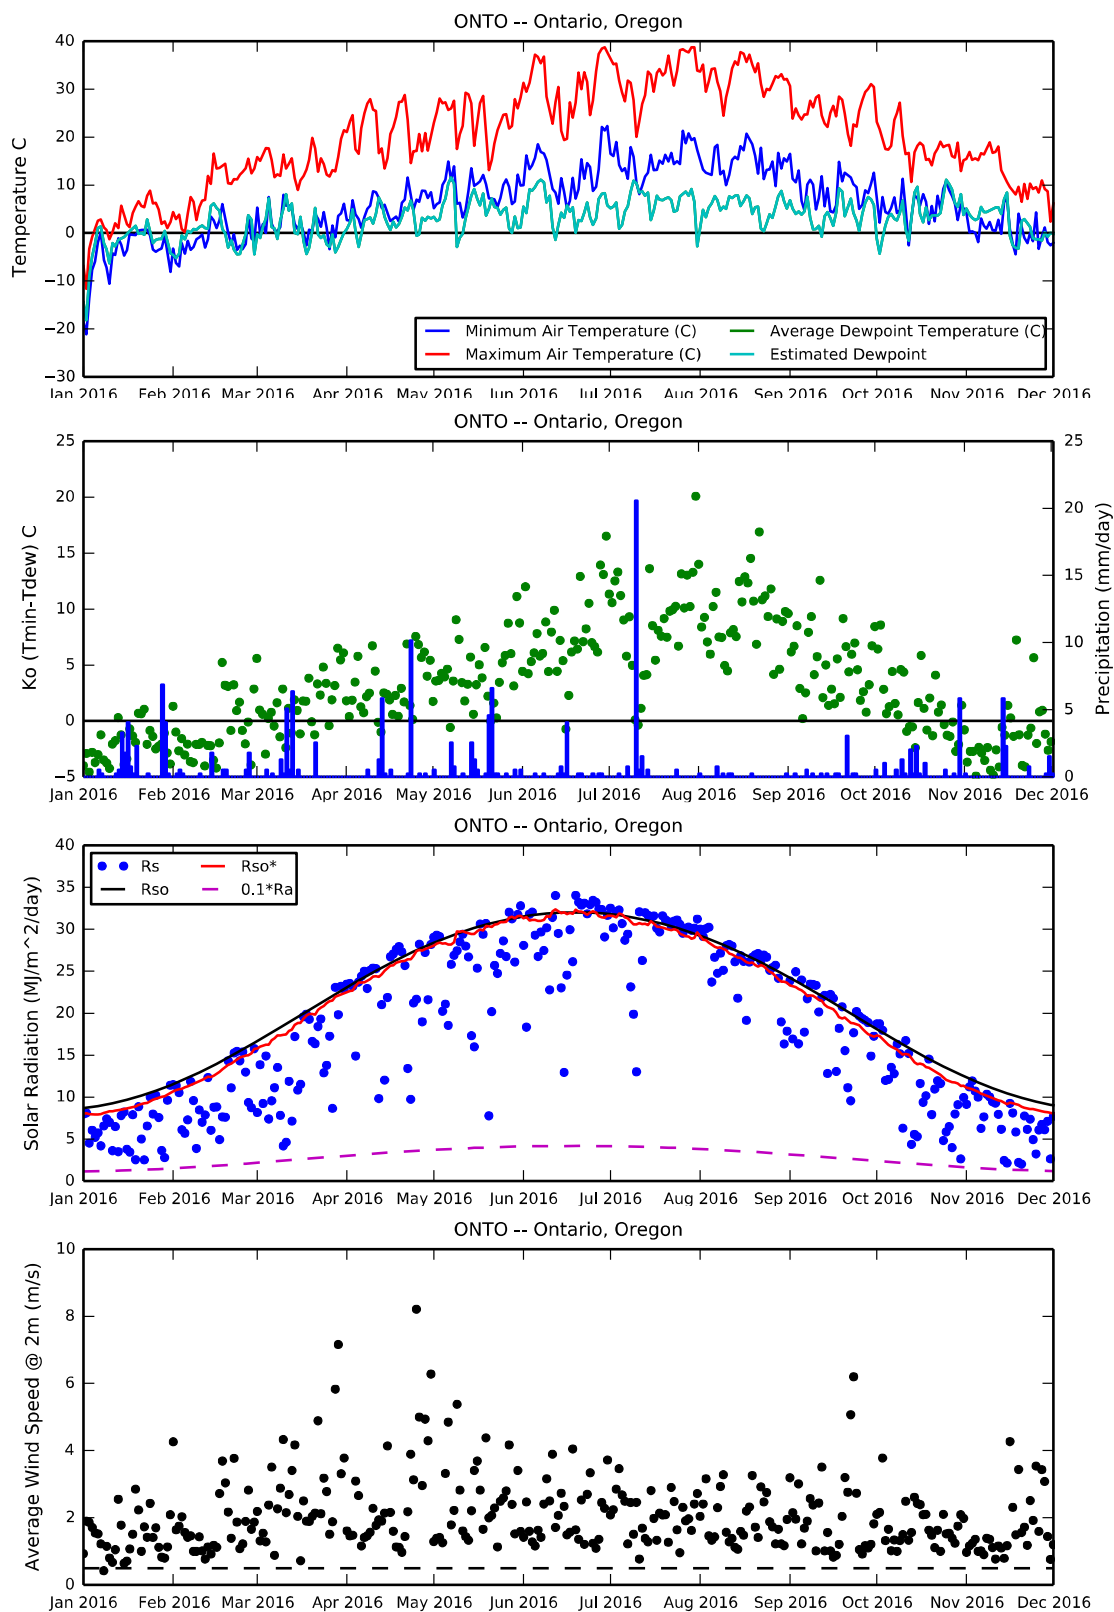 ONTO -- Ontario, Oregon
Temperature C
40
30
20
10
0
−10
−20
−30
Minimum Air Temperature (C)
Maximum Air Temperature (C)
Average Dewpoint Temperature (C)
Estimated Dewpoint
Jan 2016 Feb 2016 Mar 2016 Apr 2016 May 2016 Jun 2016 Jul 2016 Aug 2016 Sep 2016 Oct 2016 Nov 2016 Dec 2016
ONTO -- Ontario, Oregon
Ko (Tmin-Tdew) C
25
20
15
10
5
0
−5
25
20
15
10
5
0
Precipitation (mm/day)
Jan 2016 Feb 2016 Mar 2016 Apr 2016 May 2016 Jun 2016 Jul 2016 Aug 2016 Sep 2016 Oct 2016 Nov 2016 Dec 2016
ONTO -- Ontario, Oregon
Solar Radiation (MJ/m^2/day)
40
35
30
25
20
15
10
5
0
Rs
Rso
Rso*
0.1*Ra
Jan 2016 Feb 2016 Mar 2016 Apr 2016 May 2016 Jun 2016 Jul 2016 Aug 2016 Sep 2016 Oct 2016 Nov 2016 Dec 2016
ONTO -- Ontario, Oregon
Average Wind Speed @ 2m (m/s)
10
8
6
4
2
0
Jan 2016 Feb 2016 Mar 2016 Apr 2016 May 2016 Jun 2016 Jul 2016 Aug 2016 Sep 2016 Oct 2016 Nov 2016 Dec 2016